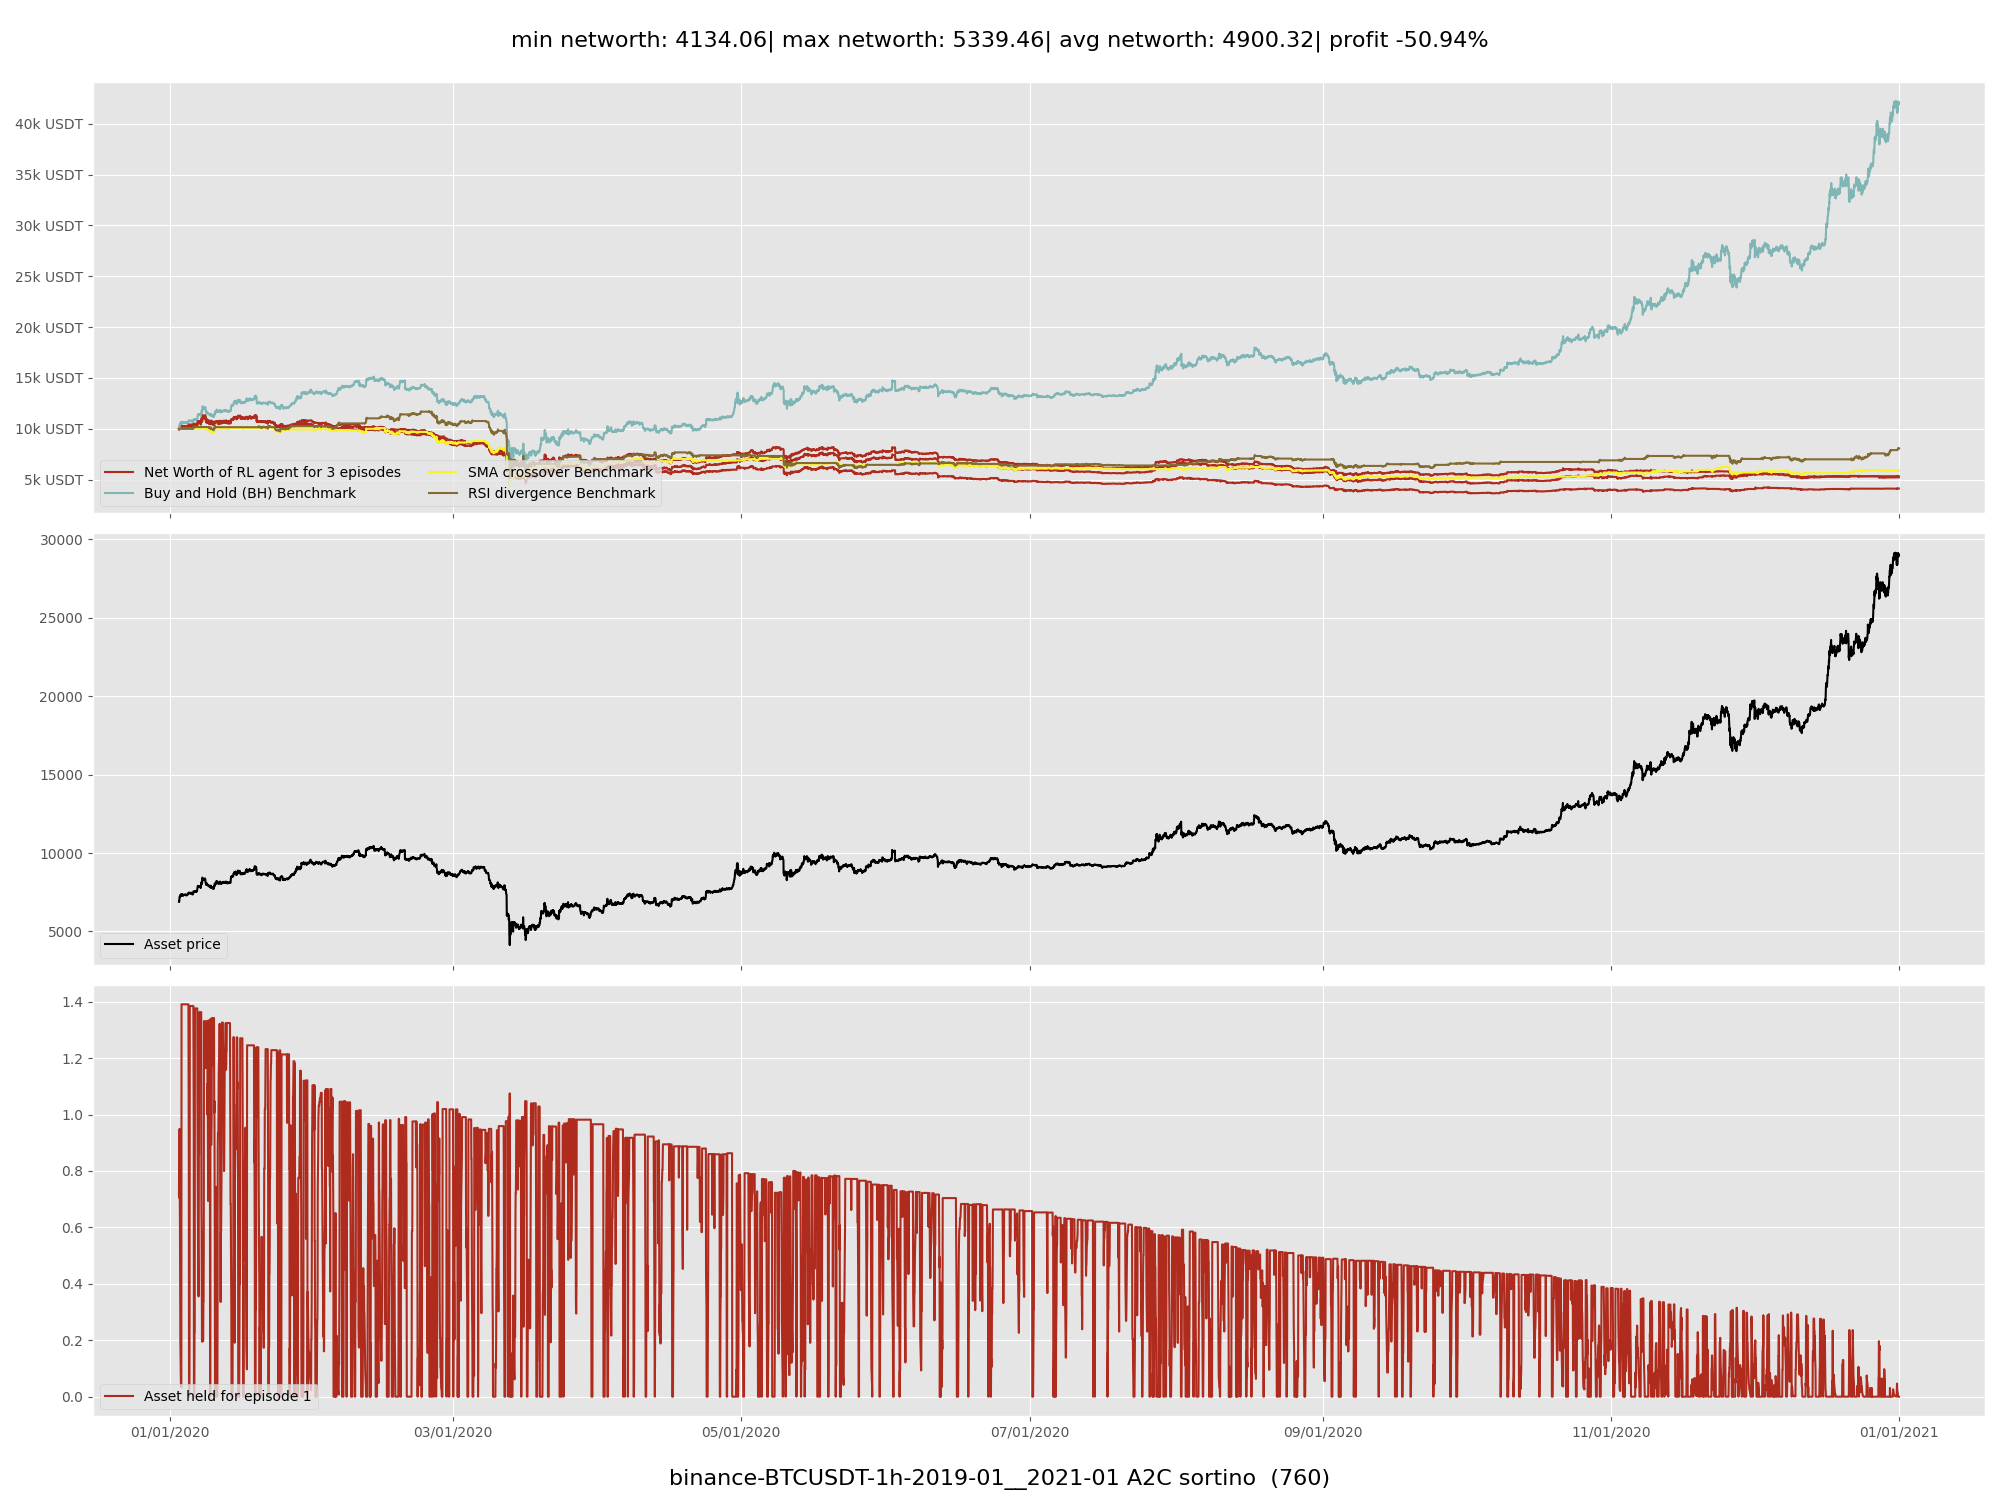 min networth: 4134.06| max networth: 5339.46| avg networth: 4900.32| profit -50.94%
40k USDT
35k USDT
30k USDT
25k USDT
20k USDT
15k USDT
10k USDT
5k USDT
Net Worth of RL agent for 3 episodes
Buy and Hold (BH) Benchmark
SMA crossover Benchmark
RSI divergence Benchmark
30000
25000
20000
15000
10000
5000
Asset price
1.4
1.2
1.0
0.8
0.6
0.4
0.2
0.0
Asset held for episode 1
01/01/2020 03/01/2020 05/01/2020 07/01/2020 09/01/2020 11/01/2020 01/01/2021
binance-BTCUSDT-1h-2019-01__2021-01 A2C sortino  (760)